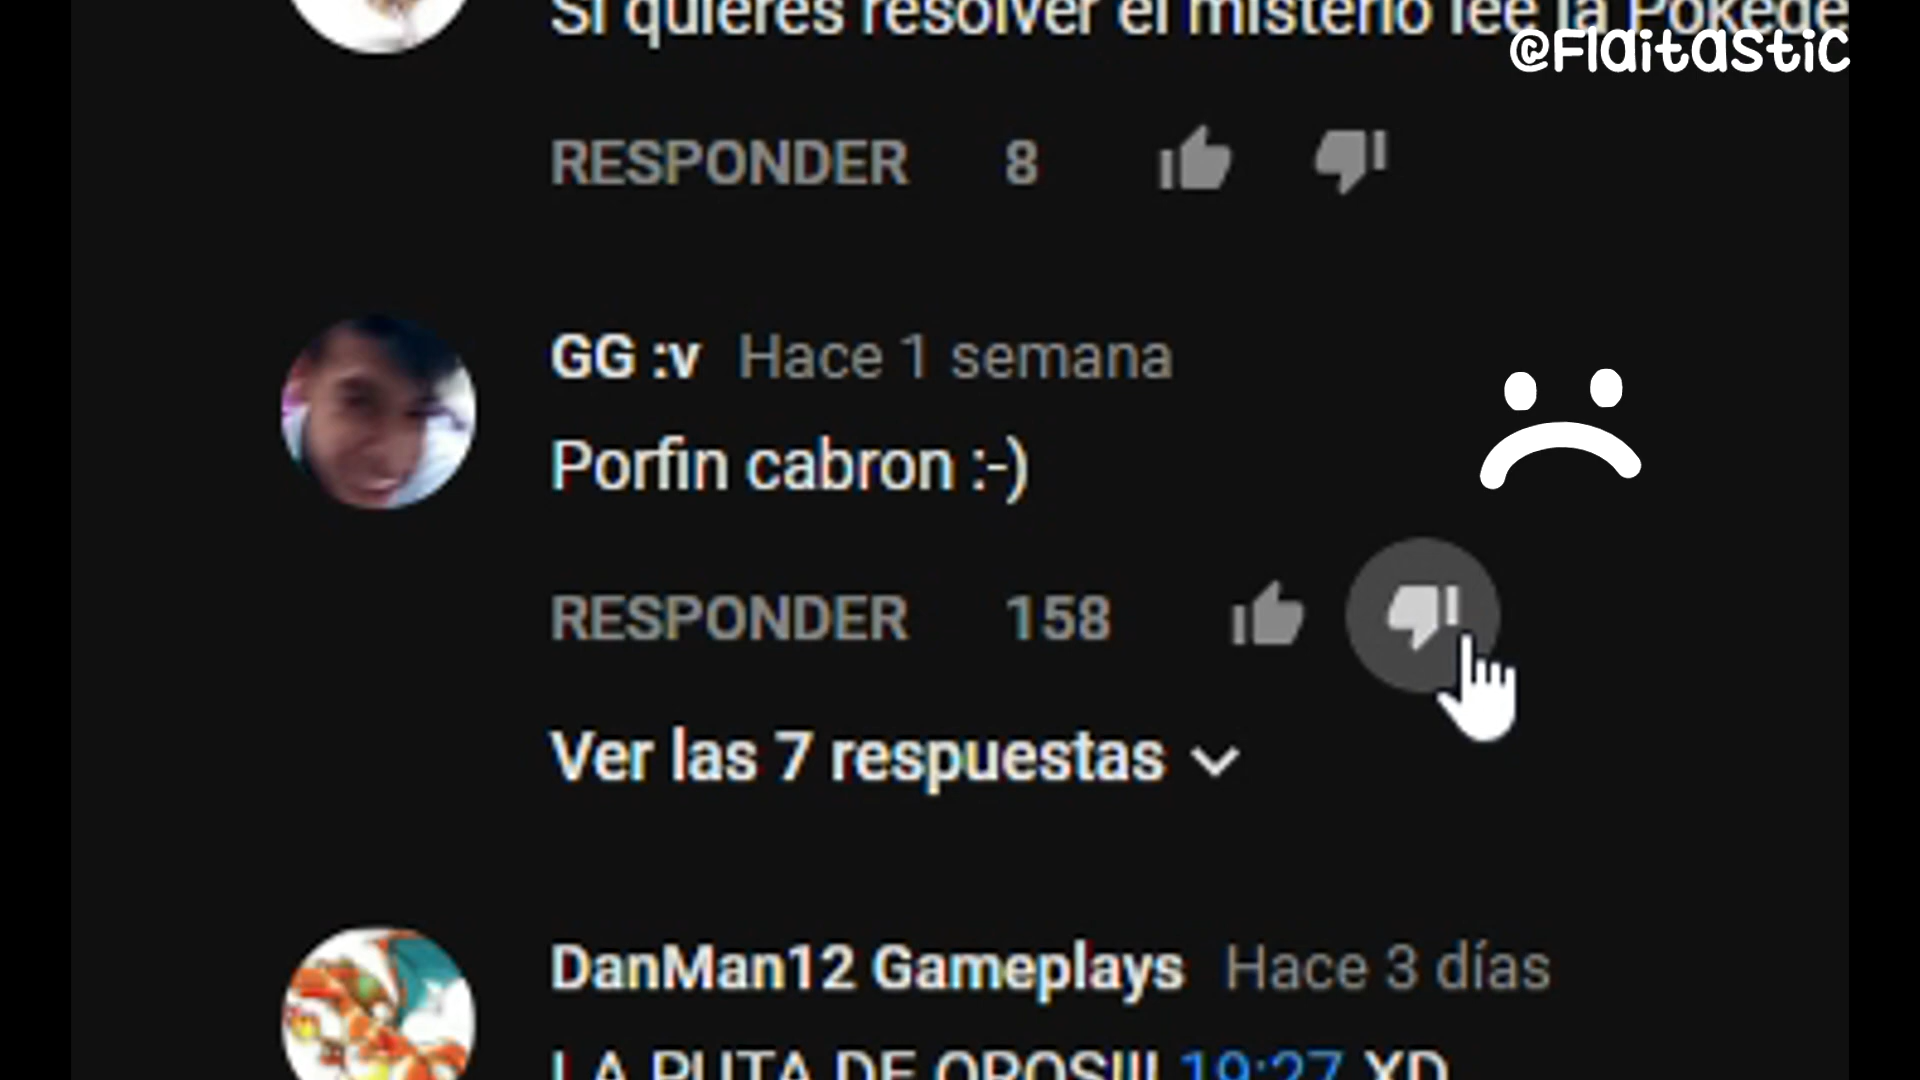 Si quieres resolver el misterio lee la Pokede
@Flaitastic
RESPONDER 8
GG :v Hace 1 semana
Porfin cabron :-)
RESPONDER 158
Ver las 7 respuestas
DanMan12 Gameplays Hace 3 días
LA PUTA DE OROS!!! 19:27 XD